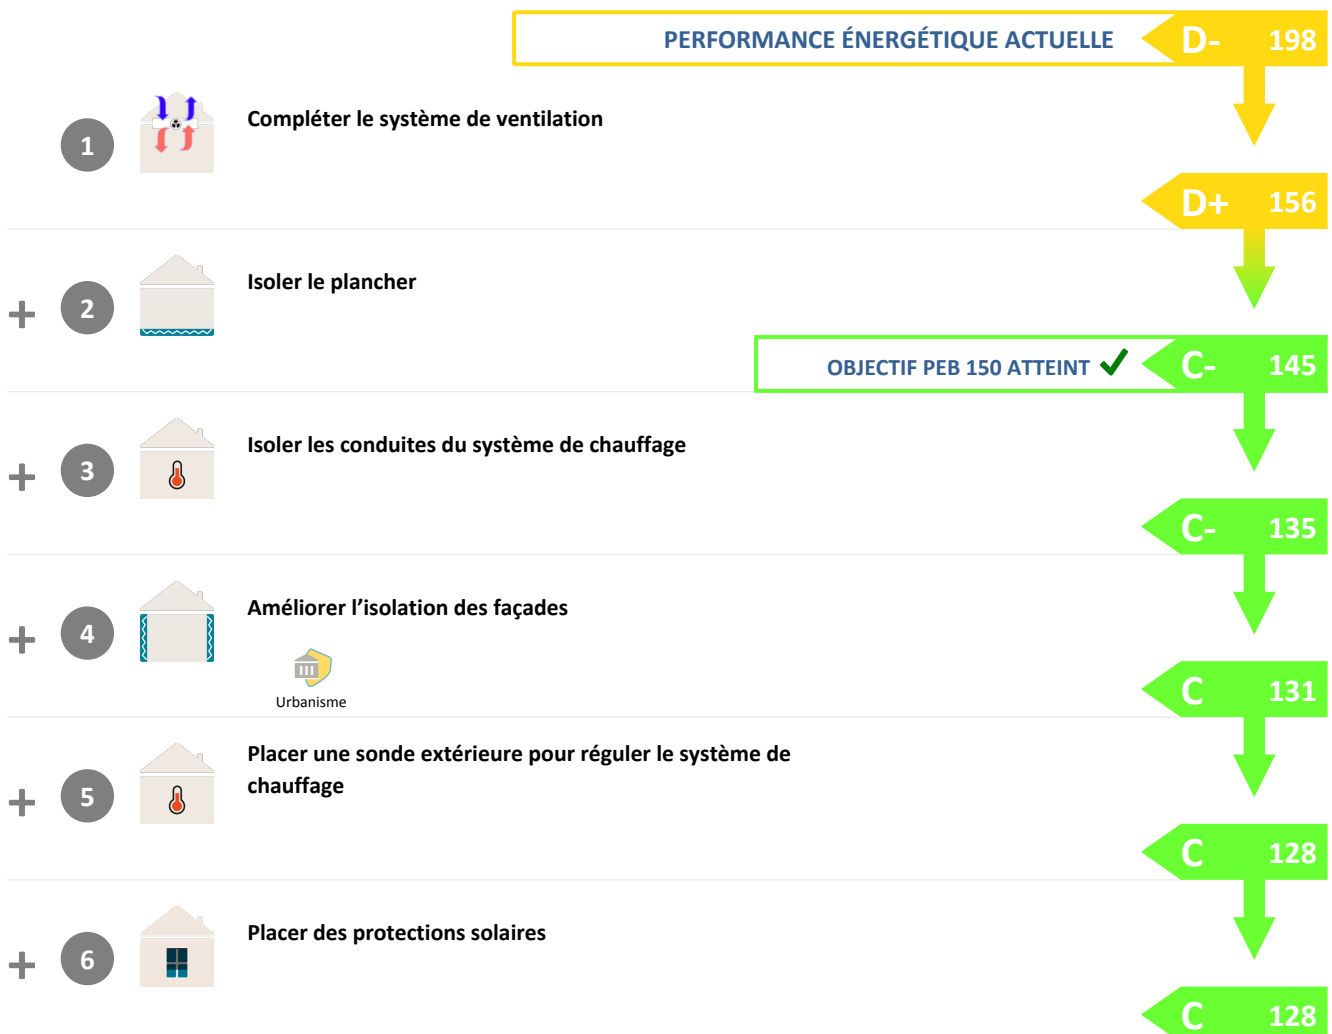 PERFORMANCE ÉNERGÉTIQUE ACTUELLE D- 198
1 Compléter le système de ventilation
D+ 156
+ 2 Isoler le plancher
OBJECTIF PEB 150 ATTEINT ✓ C- 145
+ 3 Isoler les conduites du système de chauffage
C- 135
+ 4 Améliorer l’isolation des façades
Urbanisme
C 131
+ 5 Placer une sonde extérieure pour réguler le système de
chauffage
C 128
+ 6 Placer des protections solaires
C 128